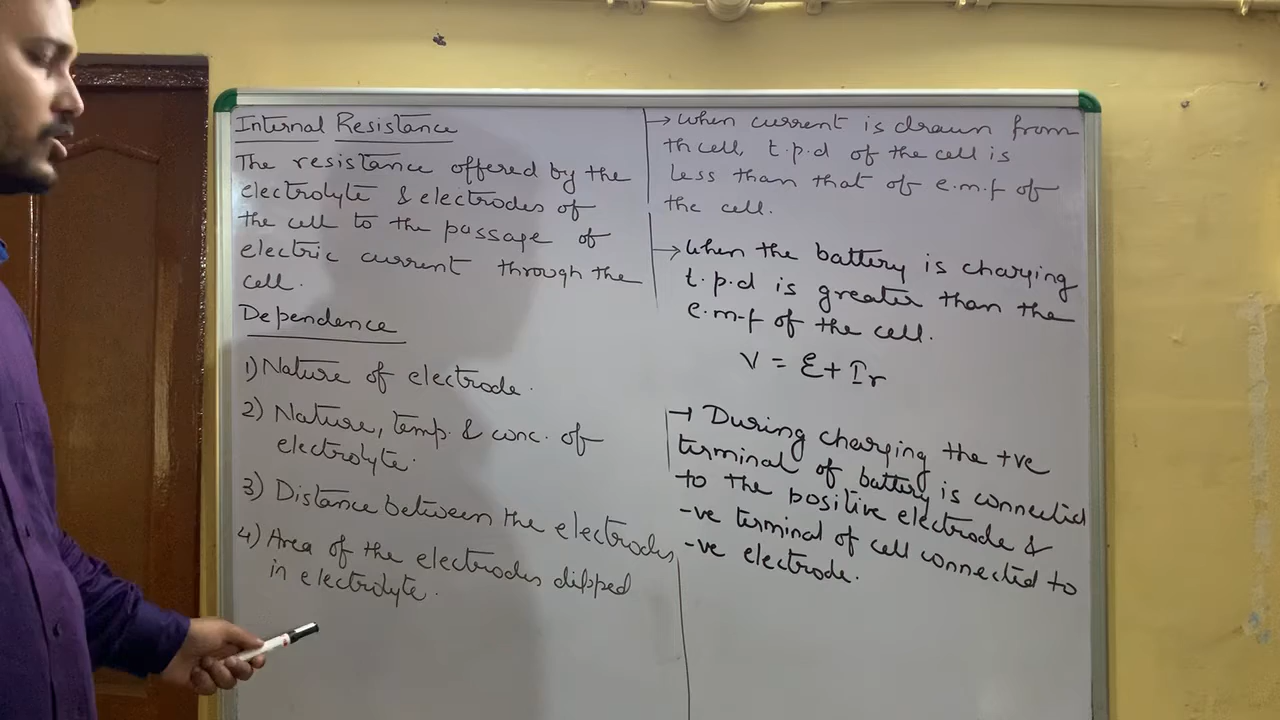 Internal Resistance
The resistance offered by the
electrolyte & electrodes of
the cell to the passage of
electric current through the
cell.
Dependence
1) Nature of electrode.
2) Nature, temp. & conc. of
electrolyte.
3) Distance between the electrodes,
4) Area of the electrodes dipped
in electrolyte.
→ When current is drawn from
th cell, t.p.d of the cell is
less than that of e.m.f of
the cell.
→ When the battery is charging
t.p.d is greater than the
e.m.f of the cell.
V = ℰ + Ir
→ During charging the +ve
terminal of battery is connected
to the positive electrode &
-ve terminal of cell connected to
-ve electrode.